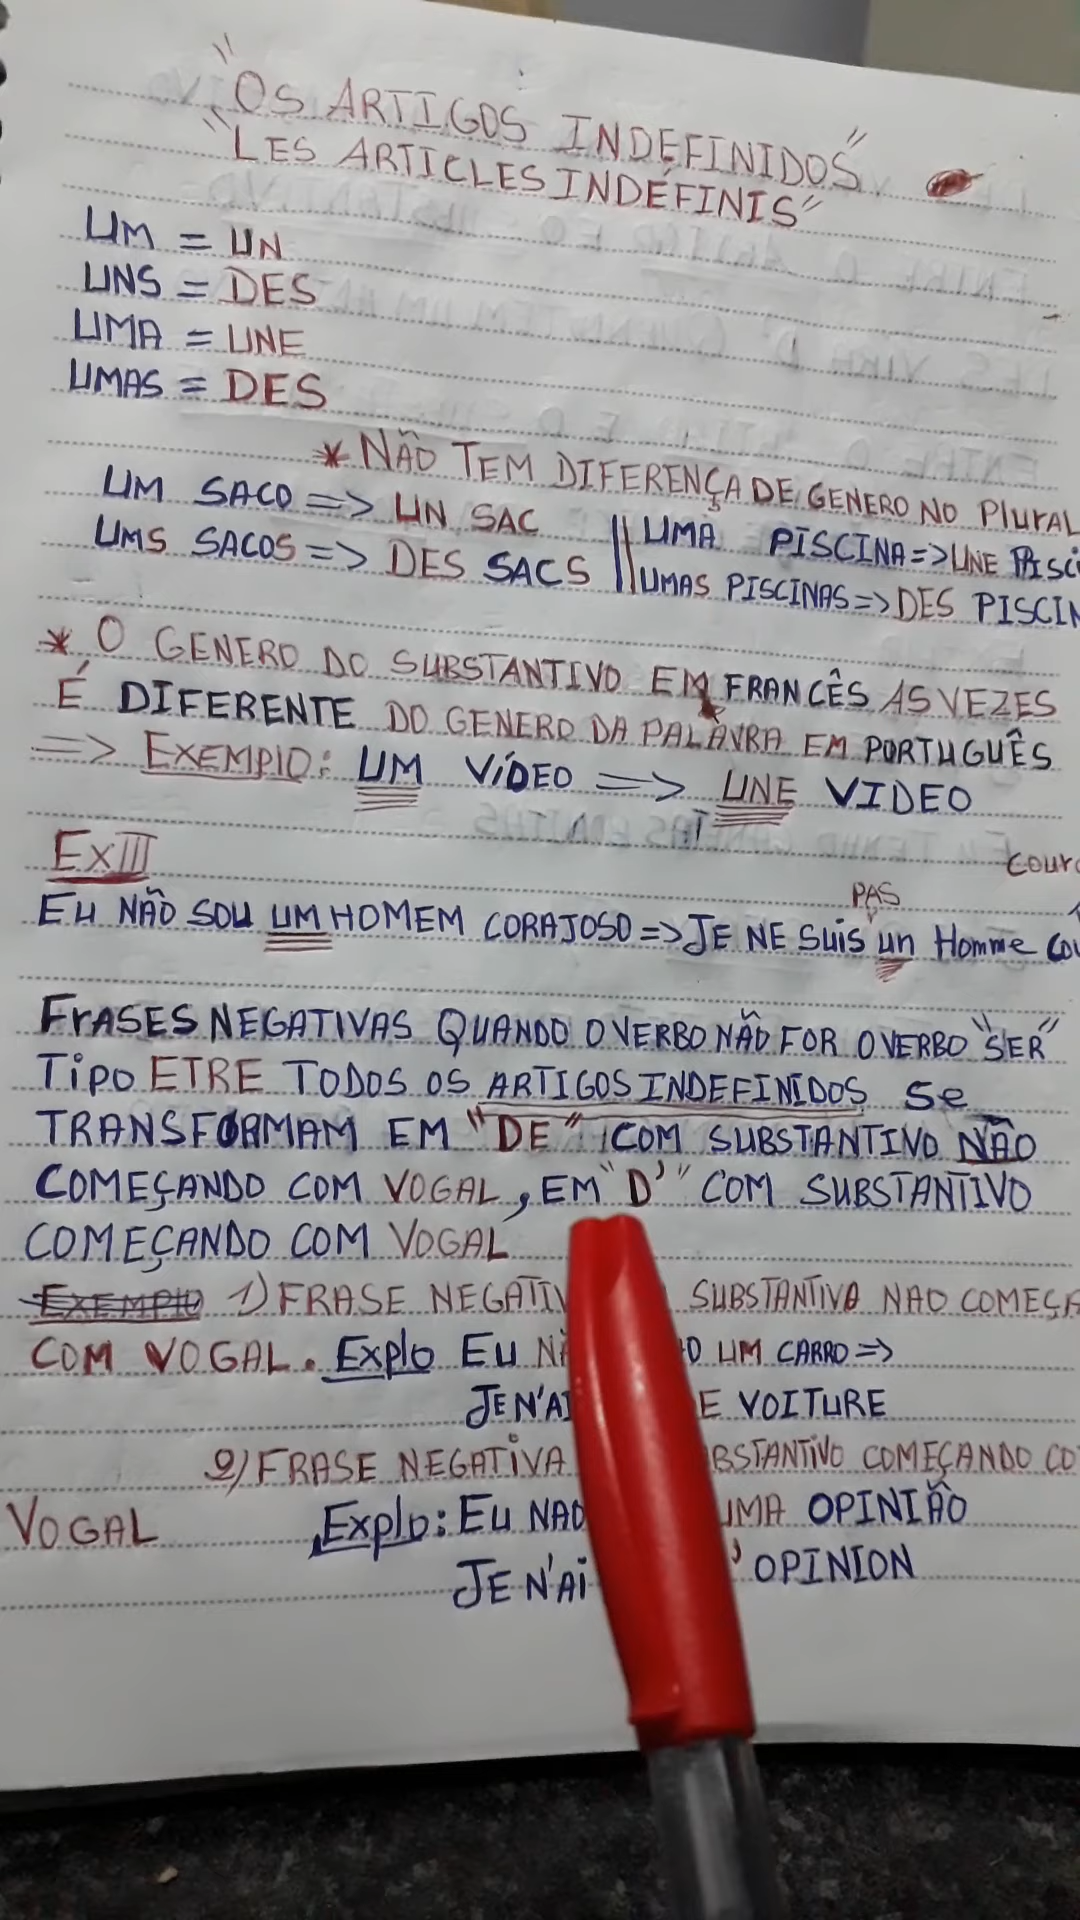 "OS ARTIGOS INDEFINIDOS"
"LES ARTICLES INDÉFINIS"
UM = UN
UNS = DES
UMA = UNE
UMAS = DES
* NÃO TEM DIFERENÇA DE GENERO NO PLURAL
UM SACO => UN SAC || UMA PISCINA => UNE
UMS SACOS => DES SACS || UMAS PISCINAS => DES
* O GENERO DO SUBSTANTIVO EM FRANCÊS AS VEZES
É DIFERENTE DO GENERO DA PALAVRA EM PORTUGUÊS
=> EXEMPLO: UM VÍDEO => UNE VIDEO
EXIII
PAS
EU NÃO SOU UM HOMEM CORAJOSO => JE NE Suis un Homme
FRASES NEGATIVAS QUANDO O VERBO NÃO FOR O VERBO "SER"
Tipo ETRE TODOS OS ARTIGOS INDEFINIDOS Se
TRANSFORMAM EM "DE" COM SUBSTANTIVO NÃO
COMEÇANDO COM VOGAL, EM "D'" COM SUBSTANTIVO
COMEÇANDO COM VOGAL
EXEMPLO 1) FRASE SUBSTANTIVO NAO
COM VOGAL. Explo EU UM CARRO =>
JE N'AI VOITURE
2) FRASE NEGATIVA COMEÇANDO
VOGAL Explo: EU NAO UMA OPINIÃO
JE N'Ai OPINION